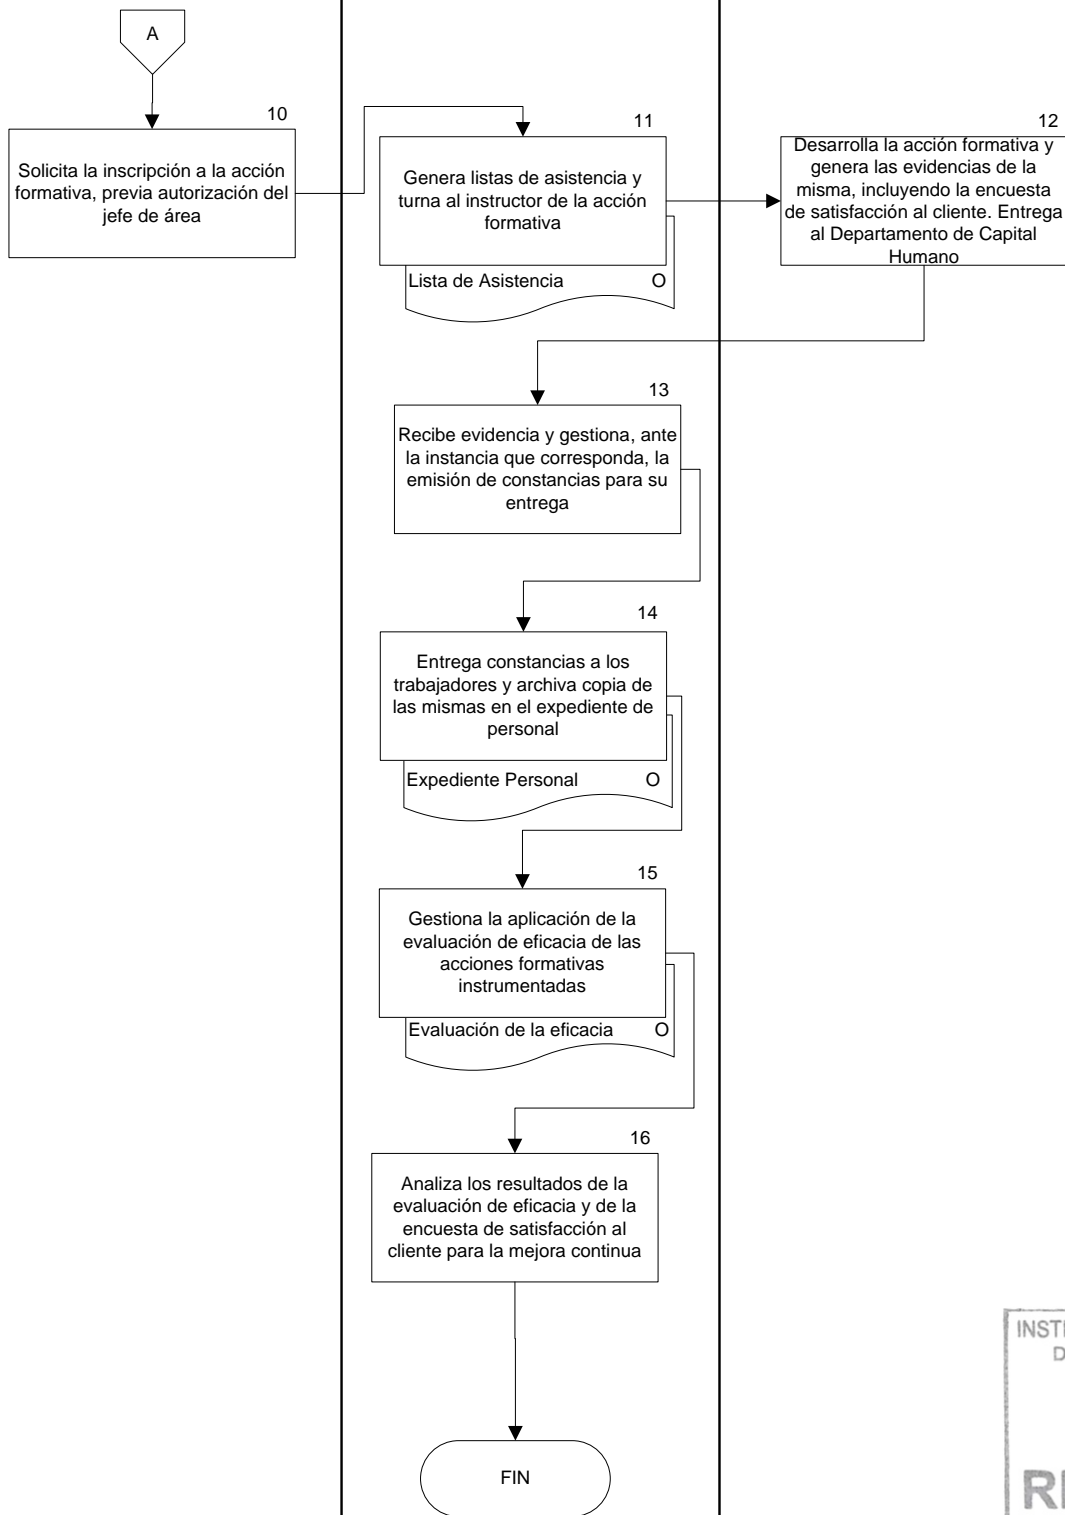 A
10
Solicita la inscripción a la acción
formativa, previa autorización del
jefe de área
11
Genera listas de asistencia y
turna al instructor de la acción
formativa
Lista de Asistencia O
12
Desarrolla la acción formativa y
genera las evidencias de la
misma, incluyendo la encuesta
de satisfacción al cliente. Entrega
al Departamento de Capital
Humano
13
Recibe evidencia y gestiona, ante
la instancia que corresponda, la
emisión de constancias para su
entrega
14
Entrega constancias a los
trabajadores y archiva copia de
las mismas en el expediente de
personal
Expediente Personal O
15
Gestiona la aplicación de la
evaluación de eficacia de las
acciones formativas
instrumentadas
Evaluación de la eficacia O
16
Analiza los resultados de la
evaluación de eficacia y de la
encuesta de satisfacción al
cliente para la mejora continua
FIN